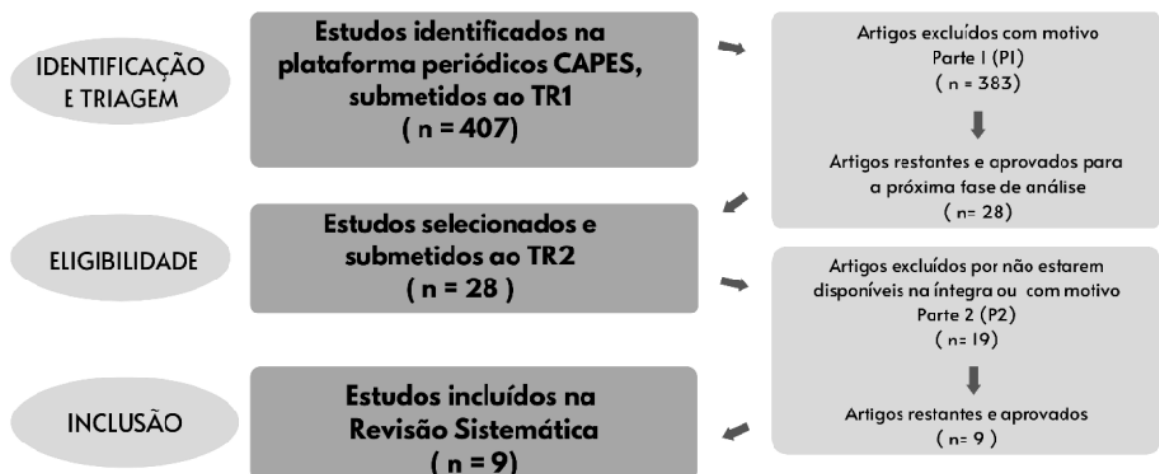 IDENTIFICAÇÃO
E TRIAGEM
Estudos identificados na
plataforma periódicos CAPES,
submetidos ao TR1
( n = 407)
Artigos excluídos com motivo
Parte 1 (P1)
( n = 383)
Artigos restantes e aprovados para
a próxima fase de análise
( n= 28)
ELIGIBILIDADE
Estudos selecionados e
submetidos ao TR2
( n = 28 )
Artigos excluídos por não estarem
disponíveis na íntegra ou com motivo
Parte 2 (P2)
( n= 19)
Artigos restantes e aprovados
( n= 9 )
INCLUSÃO
Estudos incluídos na
Revisão Sistemática
( n = 9)